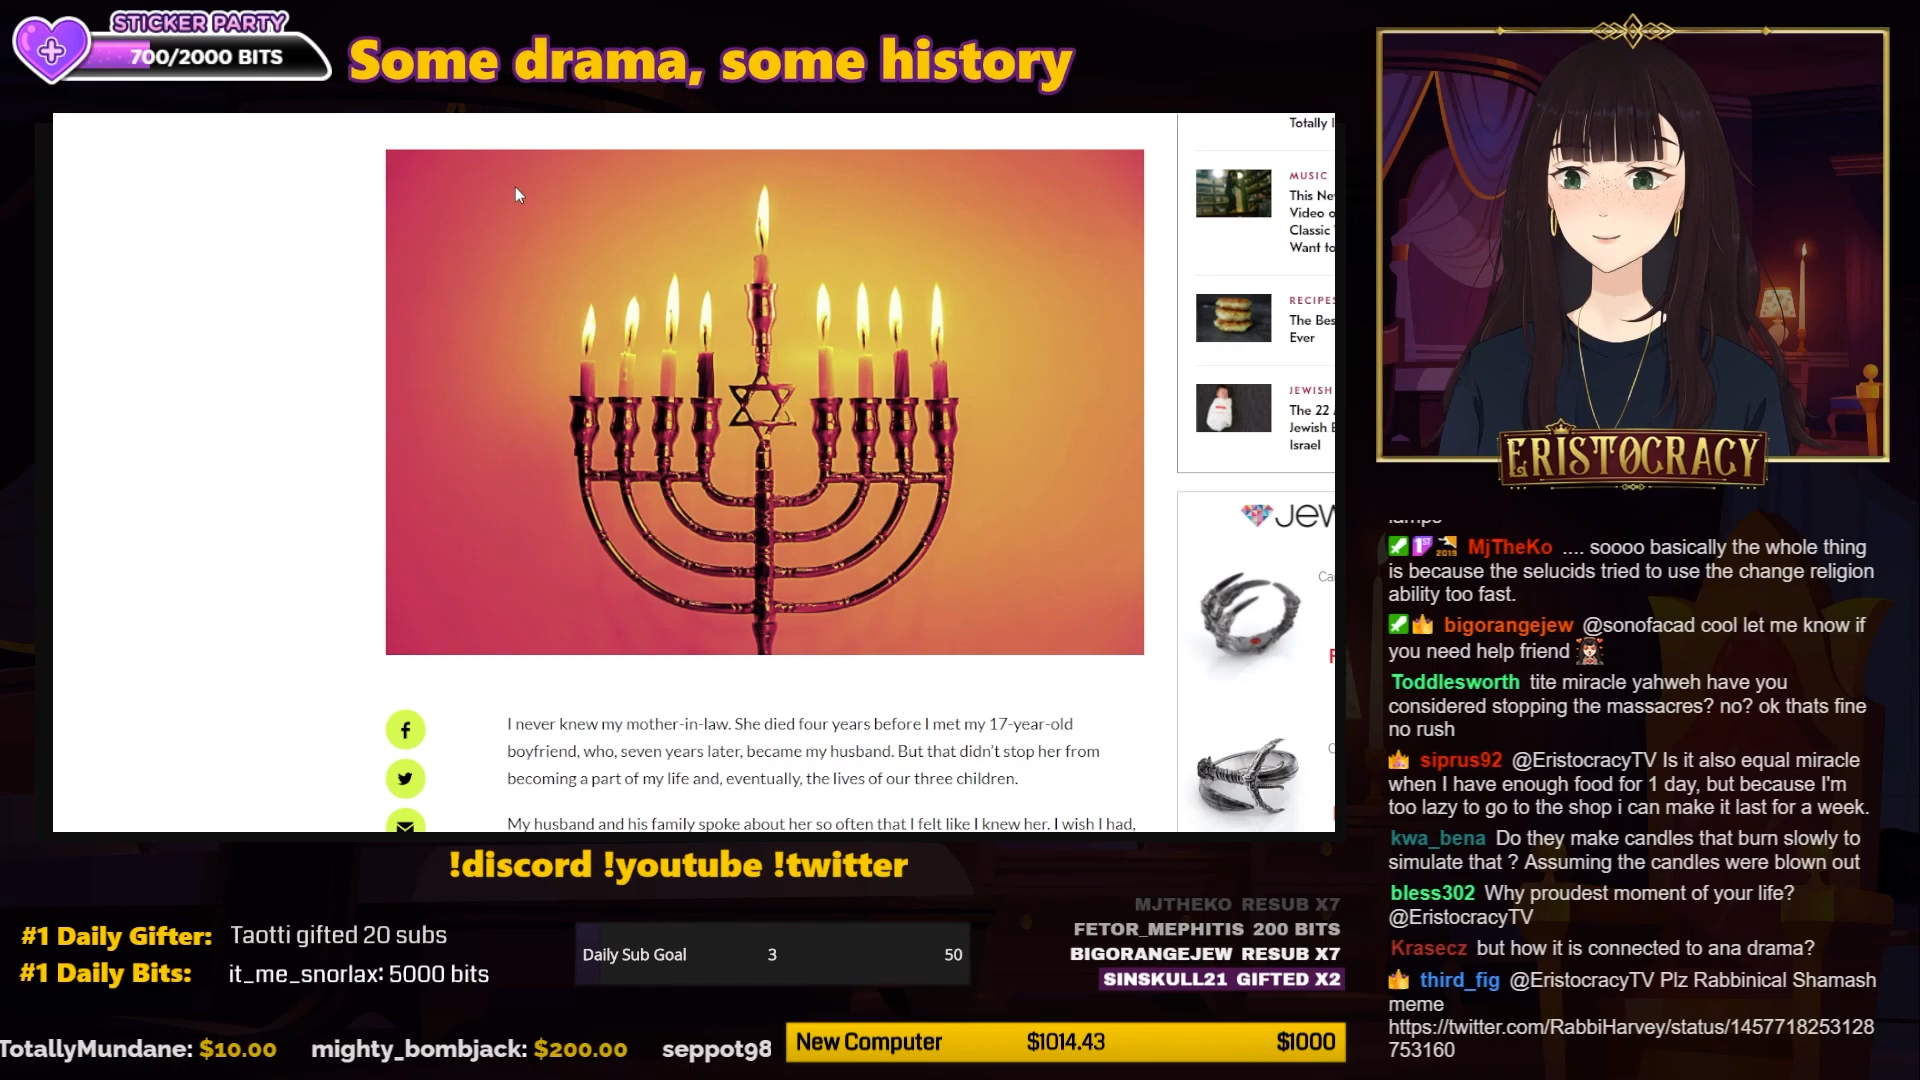 STICKER PARTY
700/2000 BITS
Some drama, some history
Totally
MUSIC
This Ne
Video
Classic
Want to
RECIPES
The Bes
Ever
JEWISH
The 22
Jewish
Israel
JEW
I never knew my mother-in-law. She died four years before I met my 17-year-old
boyfriend, who, seven years later, became my husband. But that didn't stop her from
becoming a part of my life and, eventually, the lives of our three children.
My husband and his family spoke about her so often that I felt like I knew her. I wish I had,
ERISTOCRACY
MjTheKo .... soooo basically the whole thing
is because the selucids tried to use the change religion
ability too fast.
bigorangejew @sonofacad cool let me know if
you need help friend
Toddlesworth tite miracle yahweh have you
considered stopping the massacres? no? ok thats fine
no rush
siprus92 @EristocracyTV Is it also equal miracle
when I have enough food for 1 day, but because I'm
too lazy to go to the shop i can make it last for a week.
kwa_bena Do they make candles that burn slowly to
simulate that ? Assuming the candles were blown out
bless302 Why proudest moment of your life?
@EristocracyTV
Krasecz but how it is connected to ana drama?
third_fig @EristocracyTV Plz Rabbinical Shamash
meme
https://twitter.com/RabbiHarvey/status/1457718253128
753160
!discord !youtube !twitter
#1 Daily Gifter: Taotti gifted 20 subs
#1 Daily Bits: it_me_snorlax: 5000 bits
Daily Sub Goal 3 50
MJTHEKO RESUB X7
FETOR_MEPHITIS 200 BITS
BIGORANGEJEW RESUB X7
SINSKULL21 GIFTED X2
TotallyMundane: $10.00 mighty_bombjack: $200.00 seppot98
New Computer $1014.43 $1000